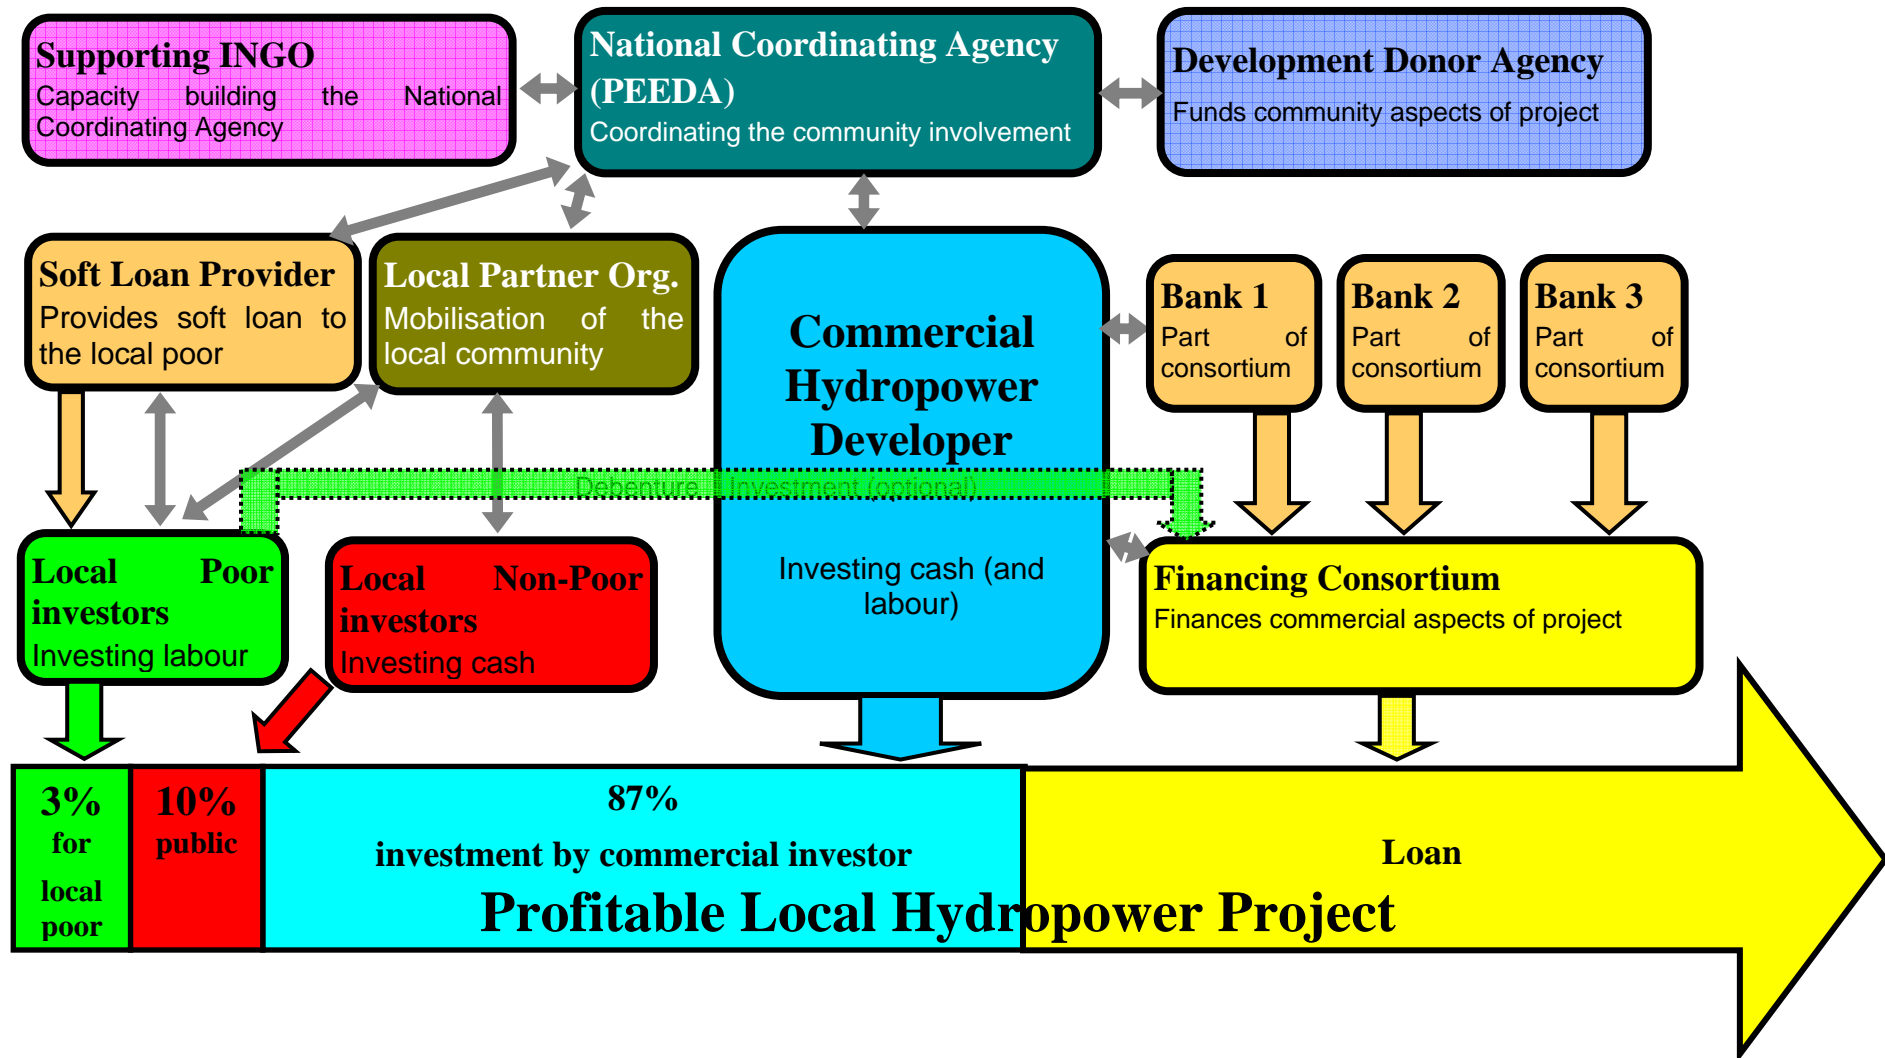 Supporting INGO
Capacity building the National
Coordinating Agency
National Coordinating Agency
(PEEDA)
Coordinating the community involvement
Development Donor Agency
Funds community aspects of project
Soft Loan Provider
Provides soft loan to
the local poor
Local Partner Org.
Mobilisation of the
local community
Commercial
Hydropower
Developer
Investing cash (and
labour)
Bank 1
Part of
consortium
Bank 2
Part of
consortium
Bank 3
Part of
consortium
Debenture Investment (optional)
Local Poor
investors
Investing labour
Local Non-Poor
investors
Investing cash
Financing Consortium
Finances commercial aspects of project
3%
for
local
poor
10%
public
87%
investment by commercial investor
Loan
Profitable Local Hydropower Project